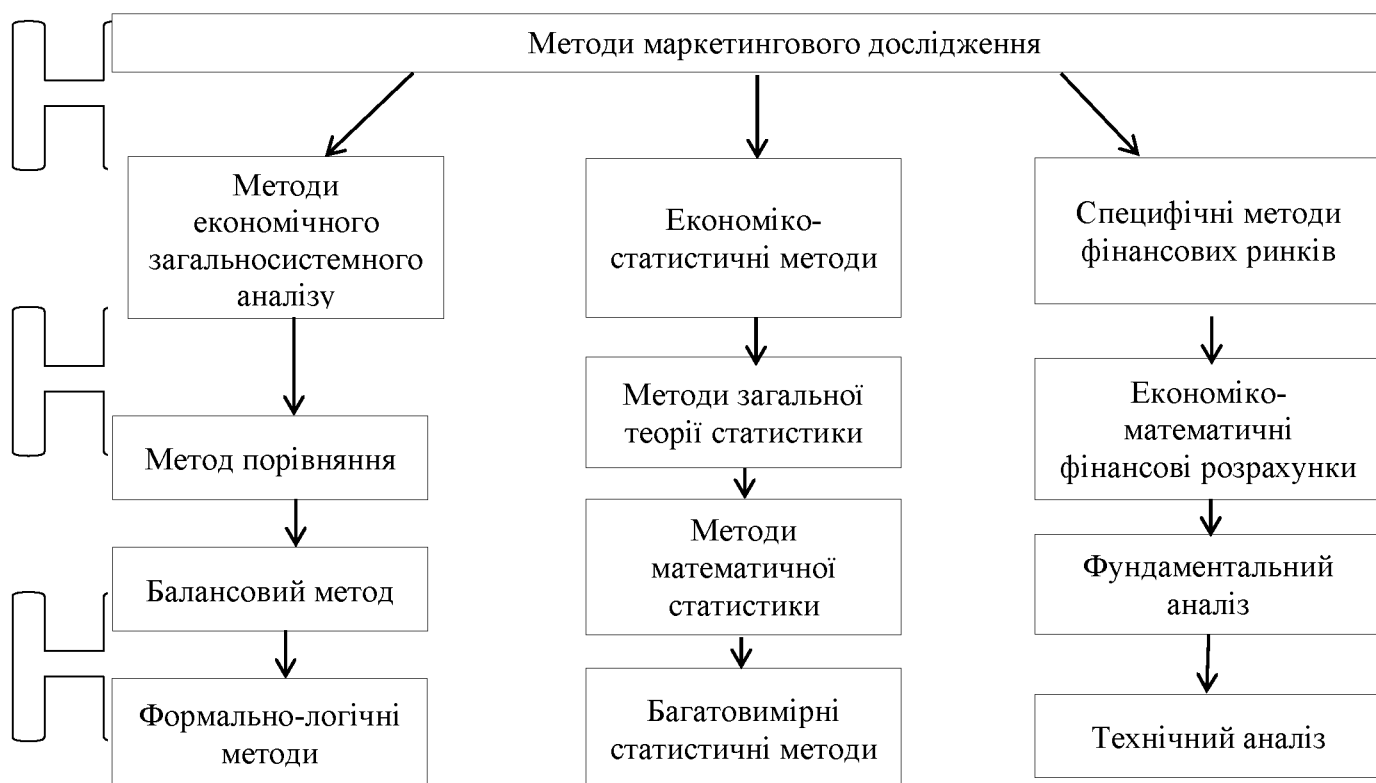 Методи маркетингового дослідження
Методи
економічного
загальносистемного
аналізу
Економіко-
статистичні методи
Специфічні методи
фінансових ринків
Метод порівняння
Методи загальної
теорії статистики
Економіко-
математичні
фінансові розрахунки
Балансовий метод
Методи
математичної
статистики
Фундаментальний
аналіз
Формально-логічні
методи
Багатовимірні
статистичні методи
Технічний аналіз